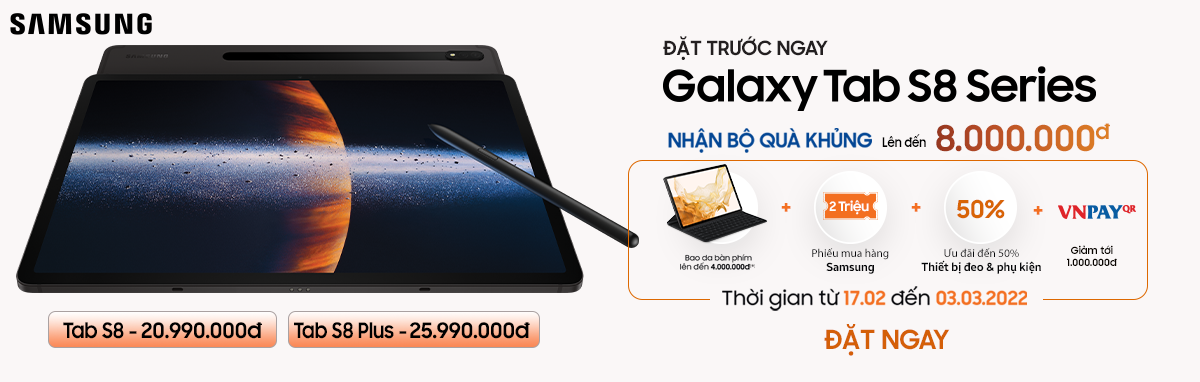 SAMSUNG
SAMSUNG
ĐẶT TRƯỚC NGAY
Galaxy Tab S8 Series
NHẬN BỘ QUÀ KHỦNG Lên đến 8.000.000đ
Bao da bàn phím
lên đến 4.000.000đ
+
2 Triệu
Phiếu mua hàng
Samsung
+
50%
Ưu đãi đến 50%
Thiết bị đeo & phụ kiện
+
VNPAYQR
Giảm tới
1.000.000đ
Thời gian từ 17.02 đến 03.03.2022
Tab S8 - 20.990.000đ
Tab S8 Plus - 25.990.000đ
ĐẶT NGAY